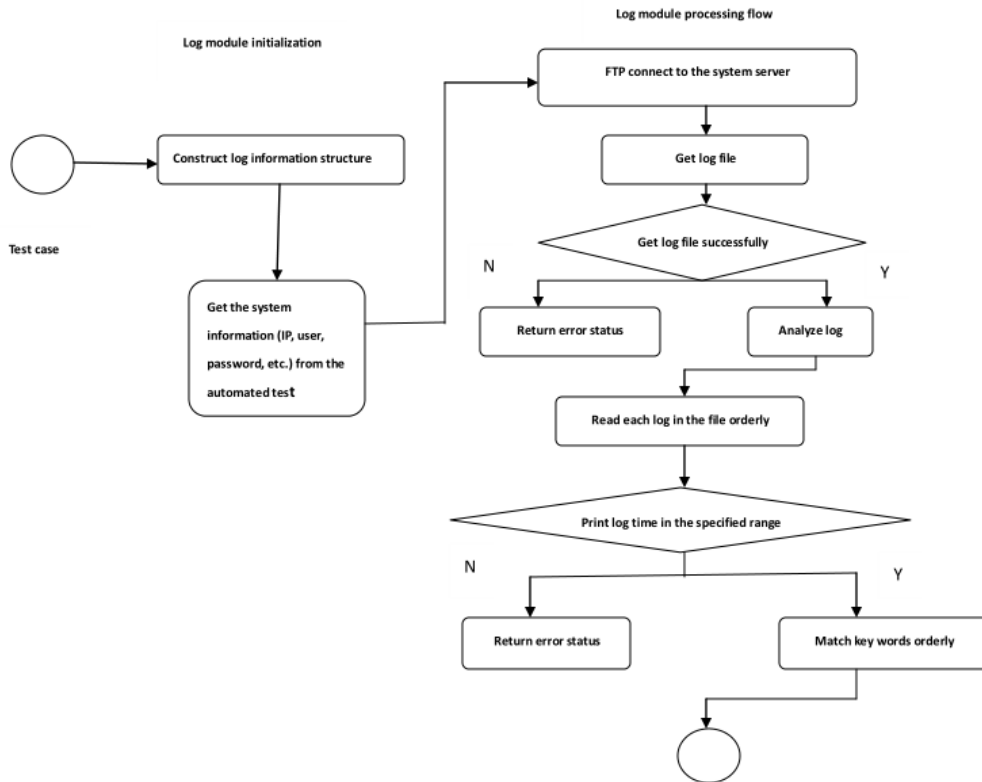 Log module processing flow
Log module initialization
FTP connect to the system server
Construct log information structure
Get log file
Test case
Get log file successfully
N
Y
Get the system
information (IP, user,
password, etc.) from the
automated test
Return error status
Analyze log
Read each log in the file orderly
Print log time in the specified range
N
Y
Return error status
Match key words orderly